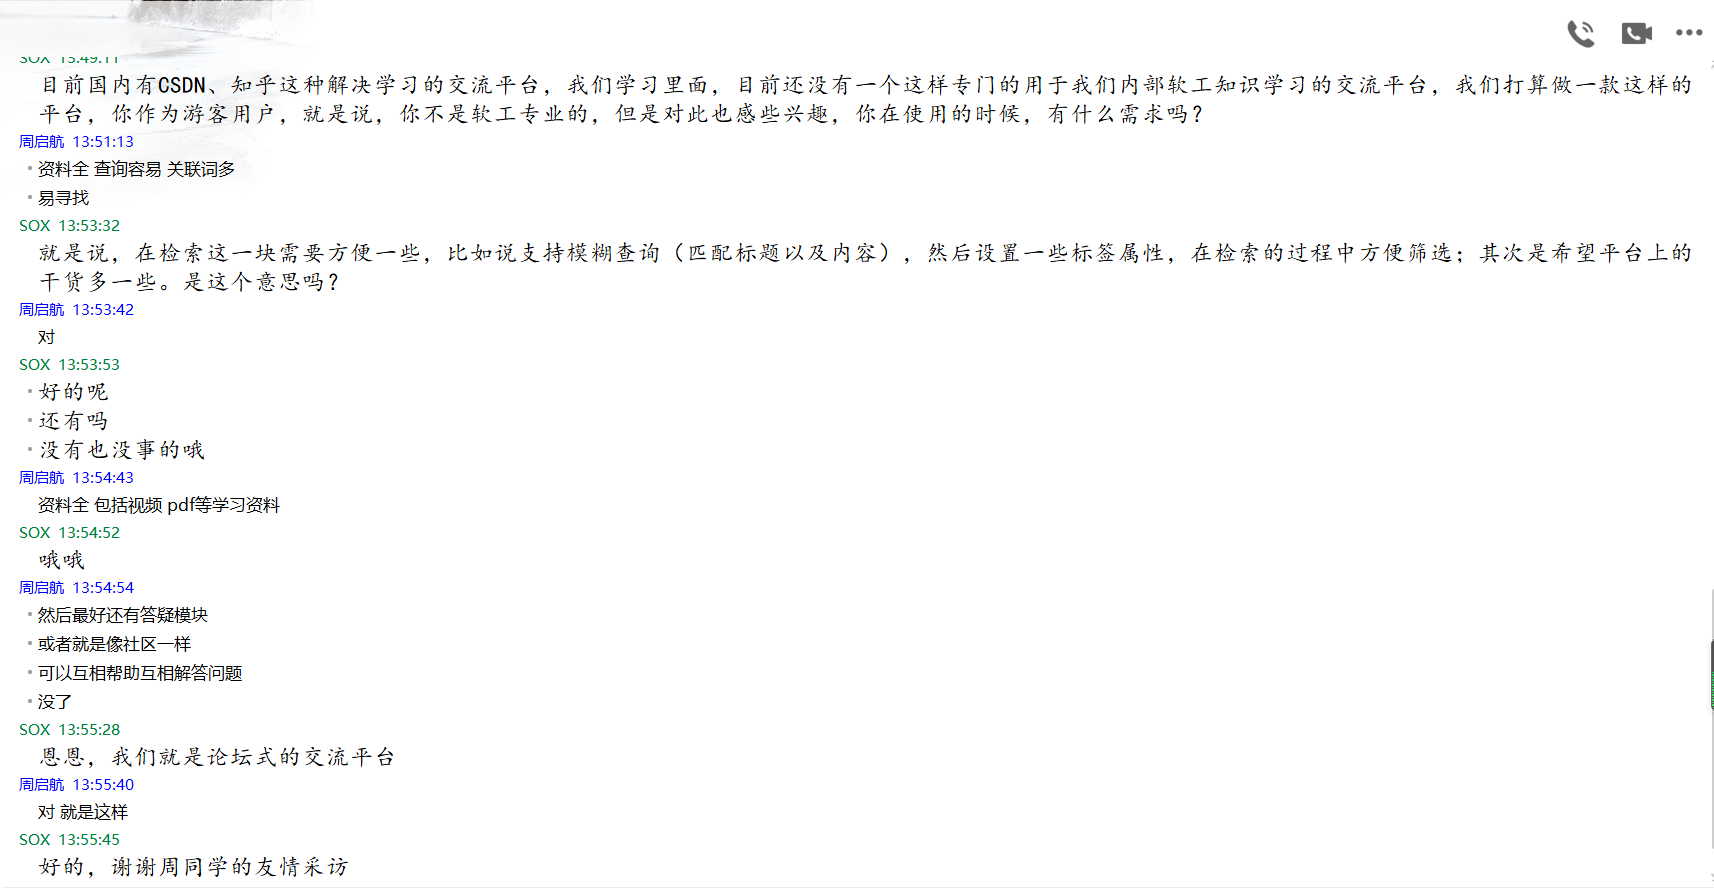 SOX 13:49:11
目前国内有CSDN、知乎这种解决学习的交流平台，我们学习里面，目前还没有一个这样专门的用于我们内部软工知识学习的交流平台，我们打算做一款这样的
平台，你作为游客用户，就是说，你不是软工专业的，但是对此也感些兴趣，你在使用的时候，有什么需求吗？
周启航 13:51:13
资料全 查询容易 关联词多
易寻找
SOX 13:53:32
就是说，在检索这一块需要方便一些，比如说支持模糊查询（匹配标题以及内容），然后设置一些标签属性，在检索的过程中方便筛选；其次是希望平台上的
干货多一些。是这个意思吗？
周启航 13:53:42
对
SOX 13:53:53
好的呢
还有吗
没有也没事的哦
周启航 13:54:43
资料全 包括视频 pdf等学习资料
SOX 13:54:52
哦哦
周启航 13:54:54
然后最好还有答疑模块
或者就是像社区一样
可以互相帮助互相解答问题
没了
SOX 13:55:28
恩恩，我们就是论坛式的交流平台
周启航 13:55:40
对 就是这样
SOX 13:55:45
好的，谢谢周同学的友情采访